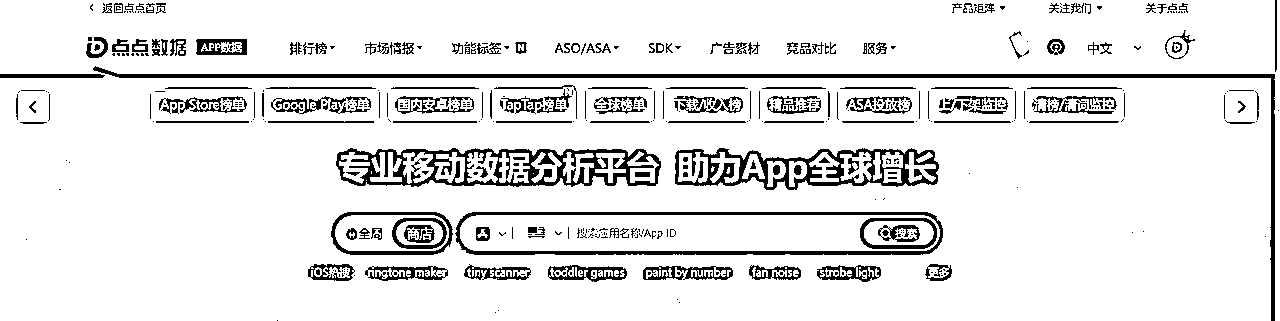 返回点点首页 产品矩阵 关注我们 关于点点
点点数据 APP数据 排行榜 市场情报 功能标签 N ASO/ASA SDK 广告素材 竞品对比 服务 中文
App Store榜单 Google Play榜单 国内安卓榜单 TapTap榜单 全球榜单 下载/收入榜 精品推荐 ASA投放榜 上/下架监控 清榜/清词监控
专业移动数据分析平台 助力App全球增长
全局 商店 搜索应用名称/App ID 搜索
iOS热搜 ringtone maker tiny scanner toddler games paint by number fan noise strobe light 更多